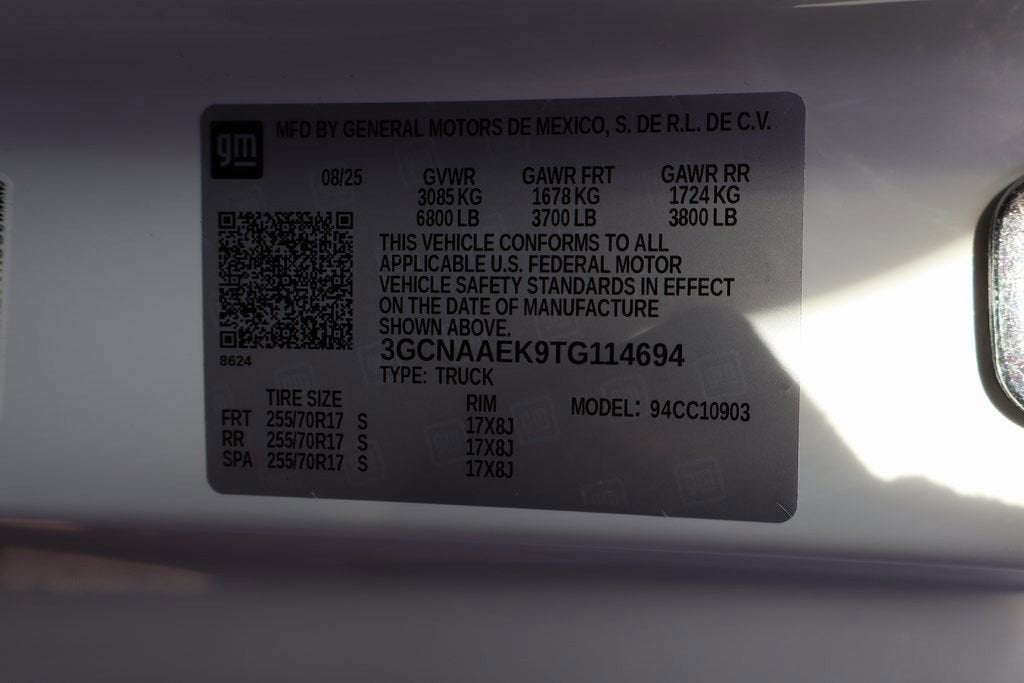 gm MFD BY GENERAL MOTORS DE MEXICO, S. DE R.L. DE C.V.
08/25 GVWR GAWR FRT GAWR RR
3085 KG 1678 KG 1724 KG
6800 LB 3700 LB 3800 LB
THIS VEHICLE CONFORMS TO ALL
APPLICABLE U.S. FEDERAL MOTOR
VEHICLE SAFETY STANDARDS IN EFFECT
ON THE DATE OF MANUFACTURE
SHOWN ABOVE.
3GCNAAEK9TG114694
8624
TYPE: TRUCK
TIRE SIZE RIM MODEL: 94CC10903
FRT 255/70R17 S 17X8J
RR 255/70R17 S 17X8J
SPA 255/70R17 S 17X8J